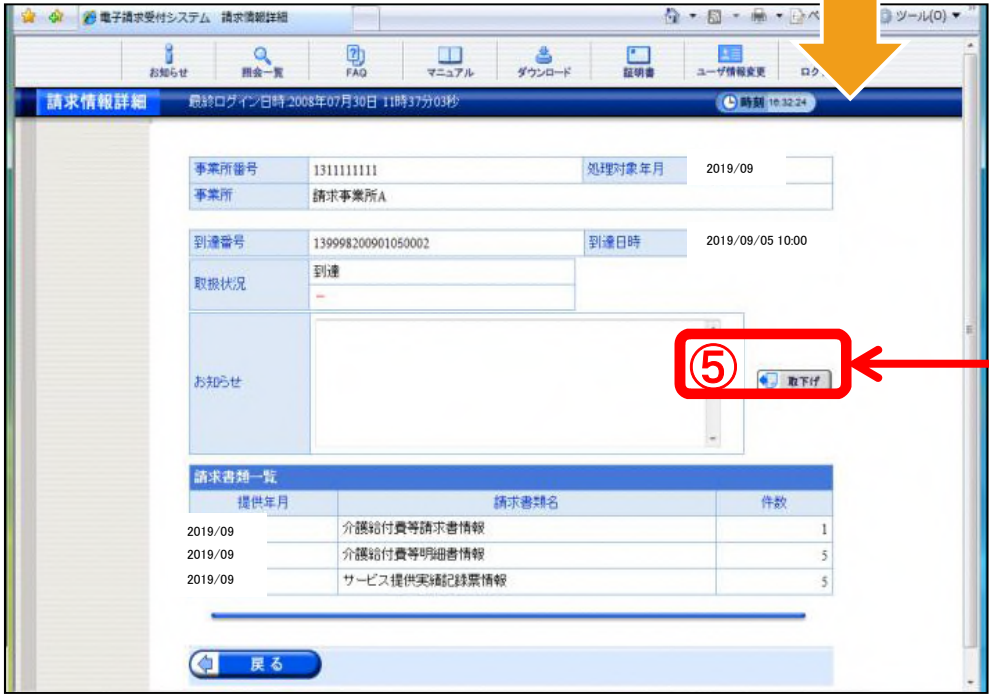 電子請求受付システム 請求情報詳細
ツール(O)
お知らせ 照会一覧 FAQ マニュアル ダウンロード 証明書 ユーザ情報変更
請求情報詳細 最終ログイン日時:2008年07月30日 11時37分03秒 時刻 16:32:24
事業所番号 1311111111 処理対象年月 2019/09
事業所 請求事業所A
到達番号 139998200901050002 到達日時 2019/09/05 10:00
取扱状況 到達
－
お知らせ
⑤ 取下げ
請求書類一覧
提供年月 請求書類名 件数
2019/09 介護給付費等請求書情報 1
2019/09 介護給付費等明細書情報 5
2019/09 サービス提供実績記録票情報 5
戻る